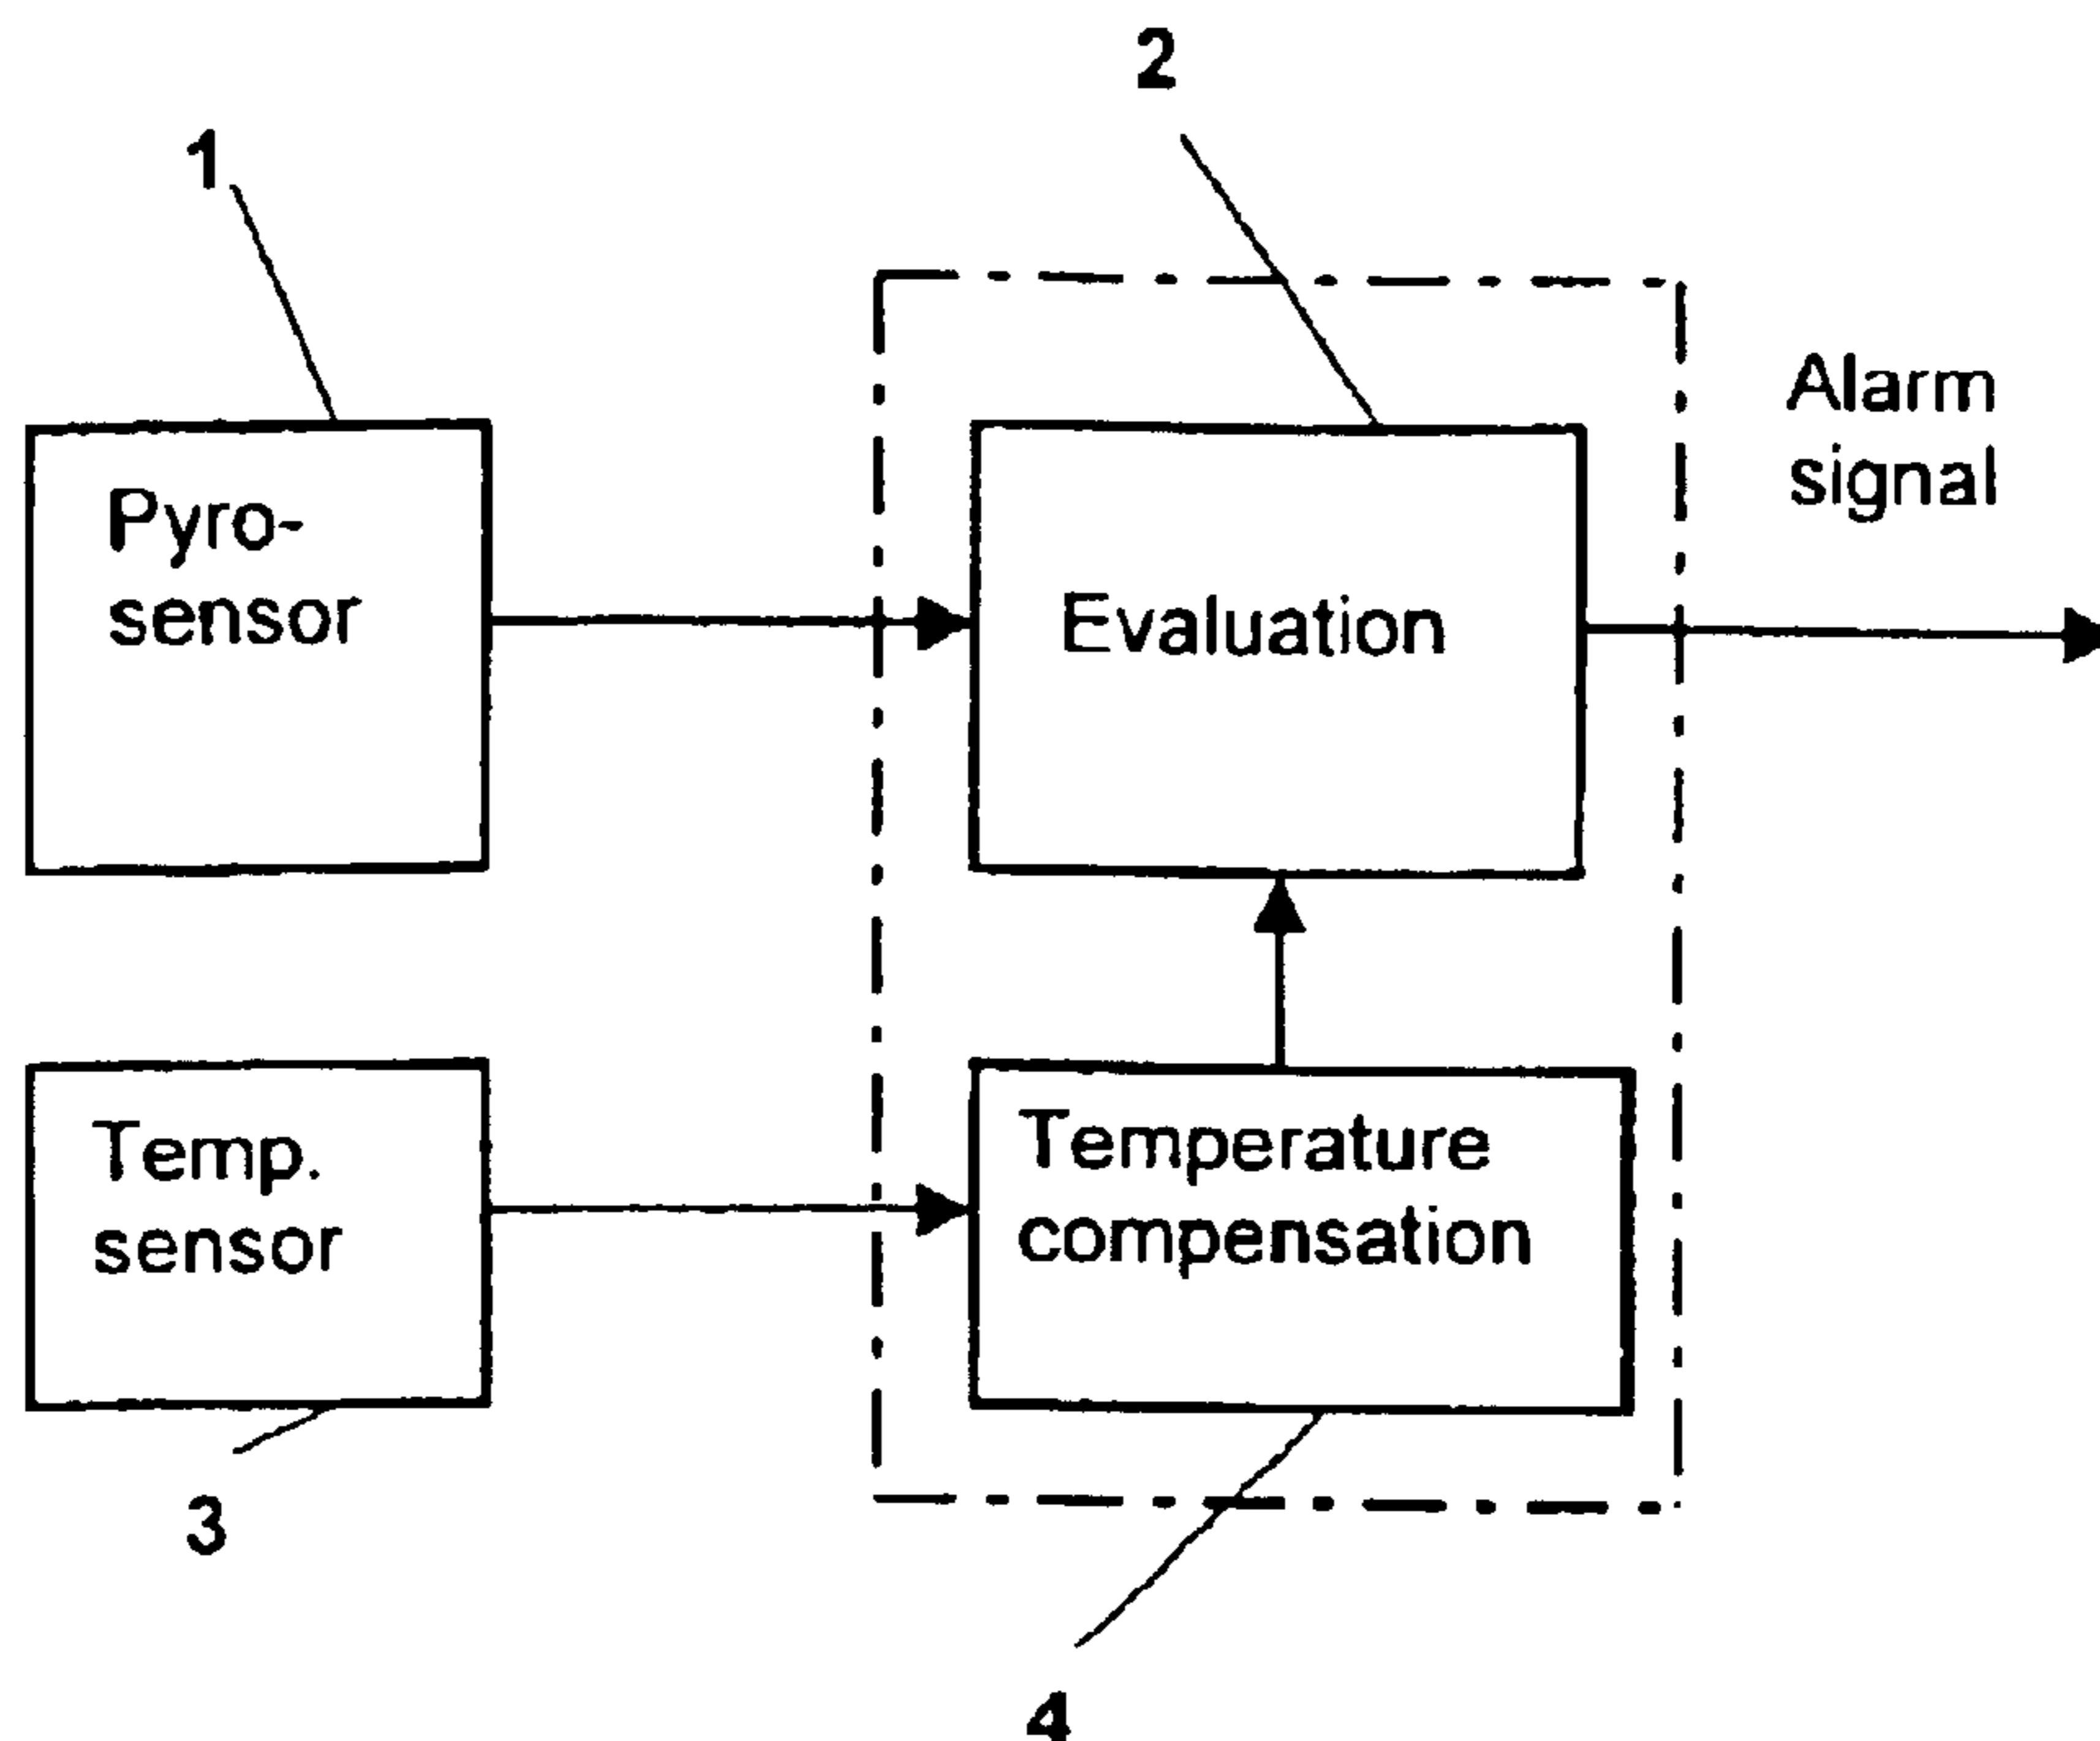 2
1
Alarm
signal
Pyro-
sensor
Evaluation
Temp.
sensor
Temperature
compensation
3
4